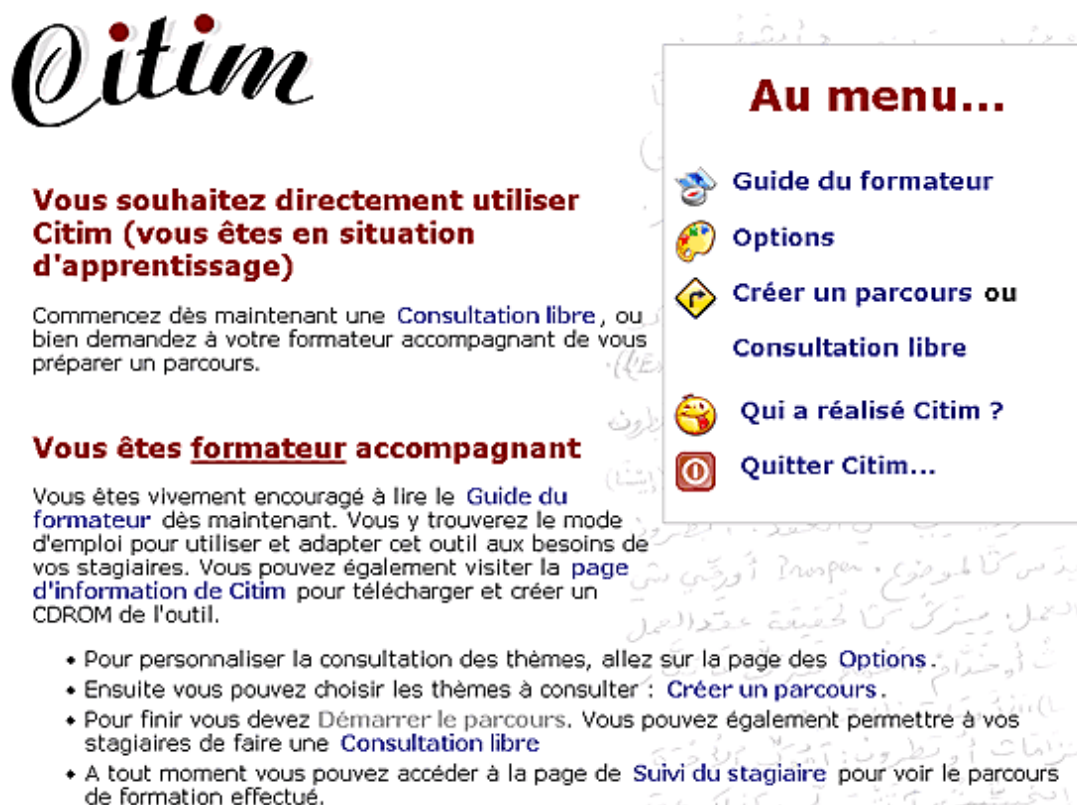 Citim
Vous souhaitez directement utiliser
Citim (vous êtes en situation
d'apprentissage)
Commencez dès maintenant une Consultation libre, ou
bien demandez à votre formateur accompagnant de vous
préparer un parcours.
Vous êtes formateur accompagnant
Vous êtes vivement encouragé à lire le Guide du
formateur dès maintenant. Vous y trouverez le mode
d'emploi pour utiliser et adapter cet outil aux besoins de
vos stagiaires. Vous pouvez également visiter la page
d'information de Citim pour télécharger et créer un
CDROM de l'outil.
◆ Pour personnaliser la consultation des thèmes, allez sur la page des Options.
◆ Ensuite vous pouvez choisir les thèmes à consulter : Créer un parcours.
◆ Pour finir vous devez Démarrer le parcours. Vous pouvez également permettre à vos
stagiaires de faire une Consultation libre
◆ A tout moment vous pouvez accéder à la page de Suivi du stagiaire pour voir le parcours
de formation effectué.
Au menu...
Guide du formateur
Options
Créer un parcours ou
Consultation libre
Qui a réalisé Citim ?
Quitter Citim...